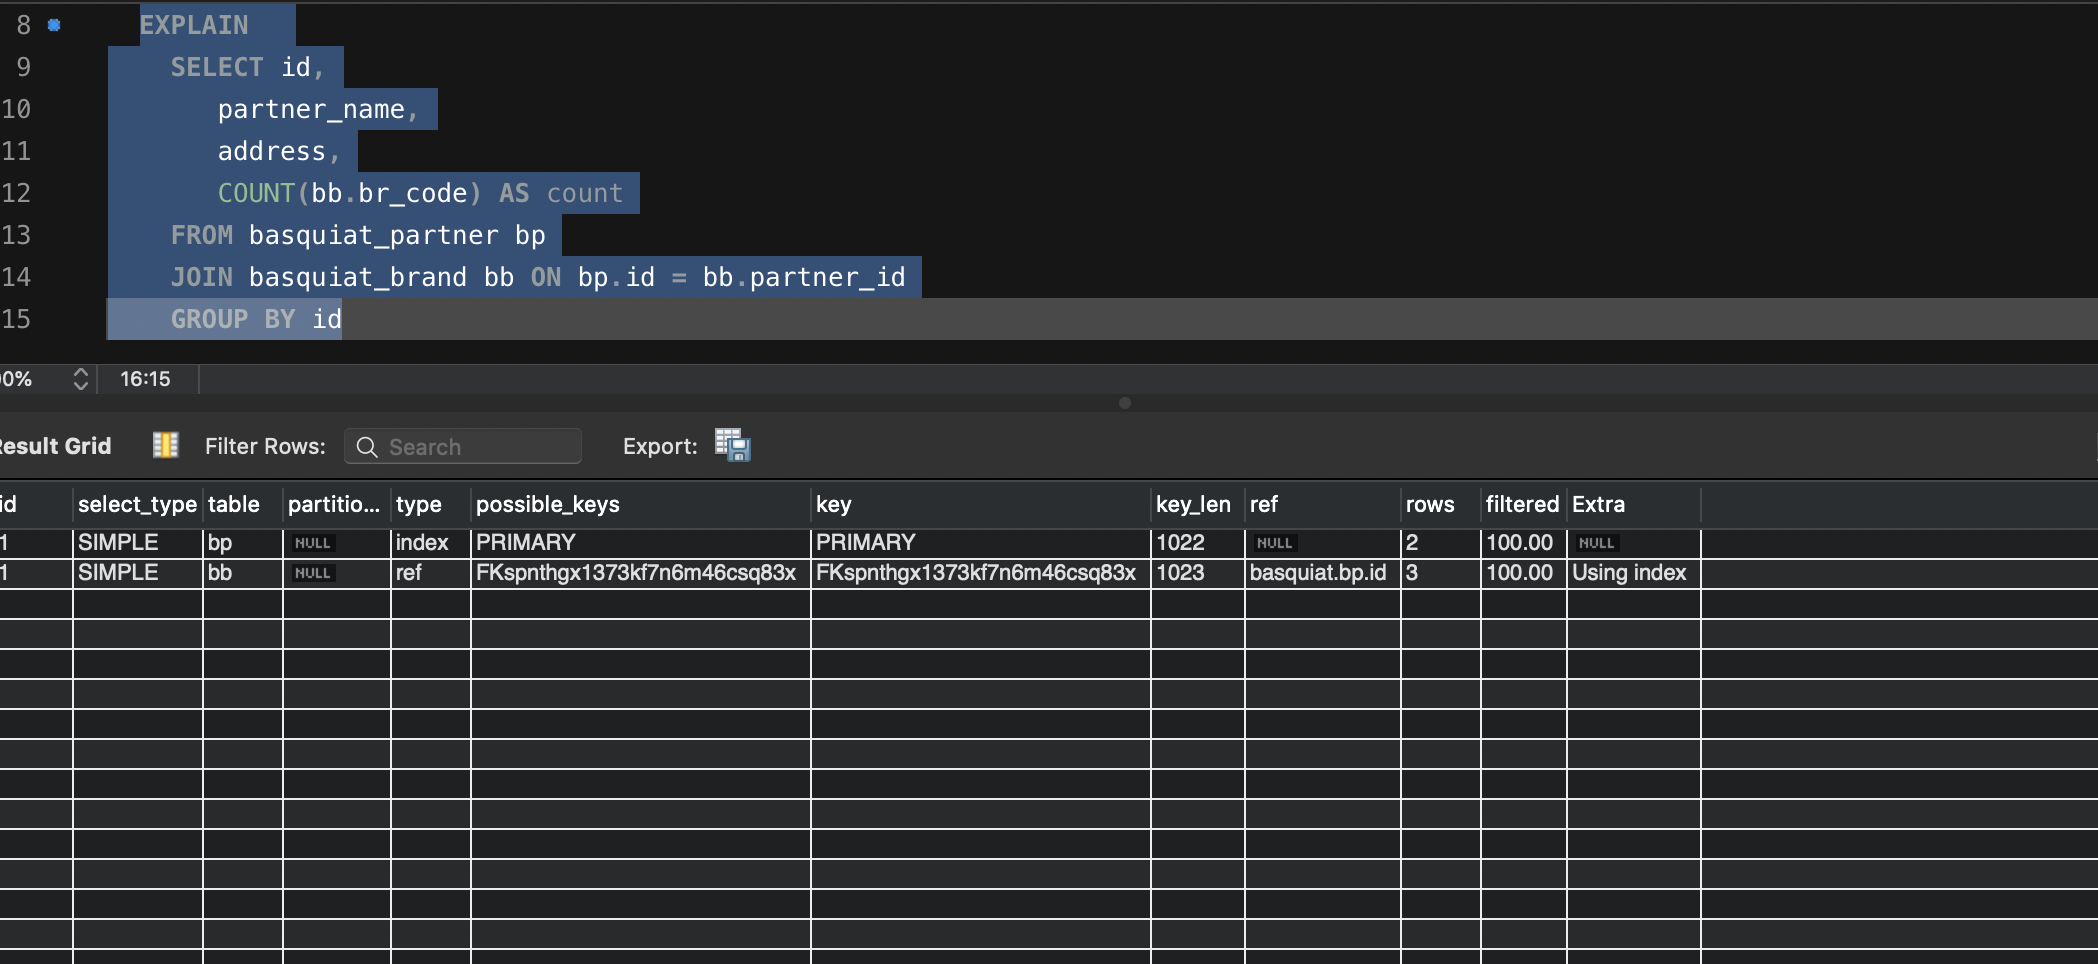 8 EXPLAIN
9 SELECT id,
10 partner_name,
11 address,
12 COUNT(bb.br_code) AS count
13 FROM basquiat_partner bp
14 JOIN basquiat_brand bb ON bp.id = bb.partner_id
15 GROUP BY id
00% 16:15
Result Grid Filter Rows: Search Export:
id select_type table partitio... type possible_keys key key_len ref rows filtered Extra
1 SIMPLE bp NULL index PRIMARY PRIMARY 1022 NULL 2 100.00 NULL
1 SIMPLE bb NULL ref FKspnthgx1373kf7n6m46csq83x FKspnthgx1373kf7n6m46csq83x 1023 basquiat.bp.id 3 100.00 Using index